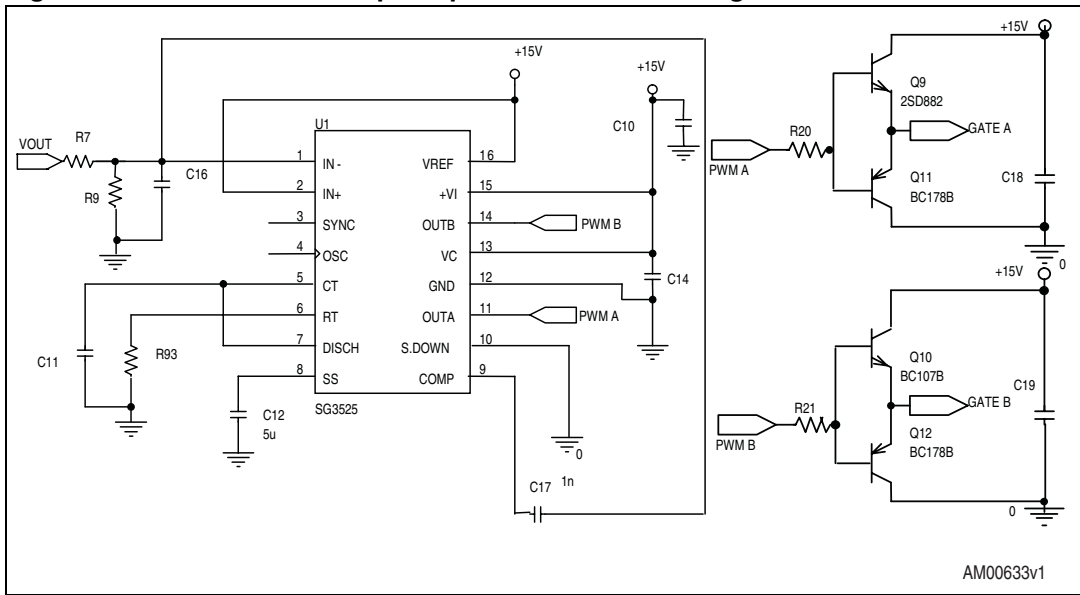 +15V
+15V
+15V
U1
C10
Q9
2SD882
GATE A
R7
VOUT
R20
PWM A
1
IN -
VREF
16
C16
R9
2
IN+
+VI
15
Q11
BC178B
C18
3
SYNC
OUTB
14
PWM B
4
OSC
VC
13
0
+15V
5
CT
GND
12
C14
6
RT
OUTA
11
PWM A
C11
R93
7
DISCH
S.DOWN
10
Q10
BC107B
C19
8
SS
COMP
9
SG3525
C12
5u
R21
PWM B
GATE B
Q12
BC178B
0
C17
1n
0
AM00633v1